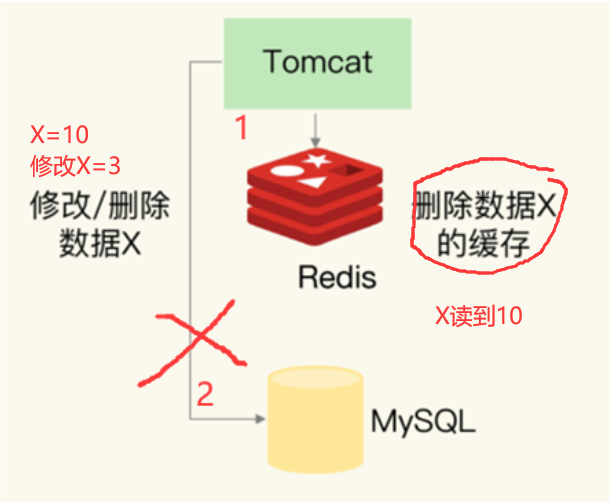 Tomcat
1
X=10
修改X=3
修改/删除
数据X
删除数据X
的缓存
Redis
X读到10
2
MySQL